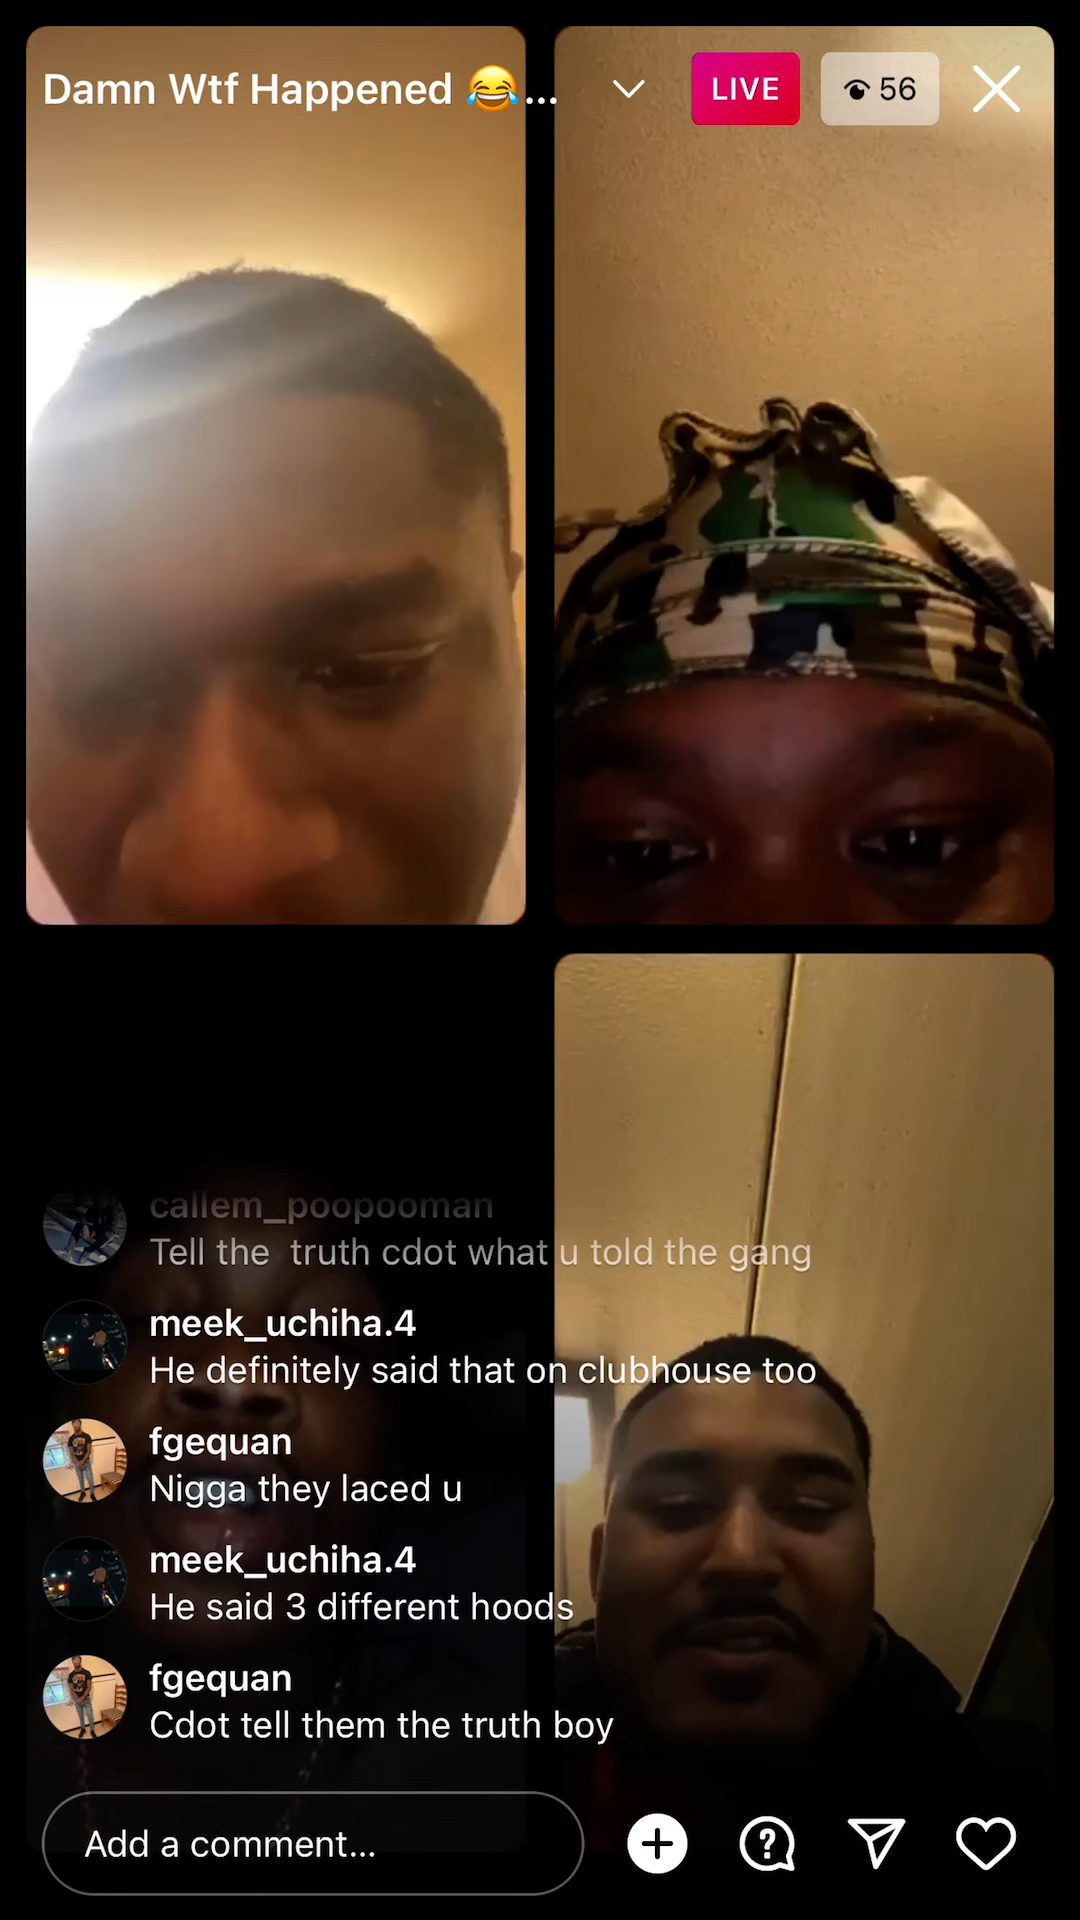 Damn Wtf Happened 😂...
LIVE
56
callem_poopooman
Tell the  truth cdot what u told the gang
meek_uchiha.4
He definitely said that on clubhouse too
fgequan
Nigga they laced u
meek_uchiha.4
He said 3 different hoods
fgequan
Cdot tell them the truth boy
Add a comment...